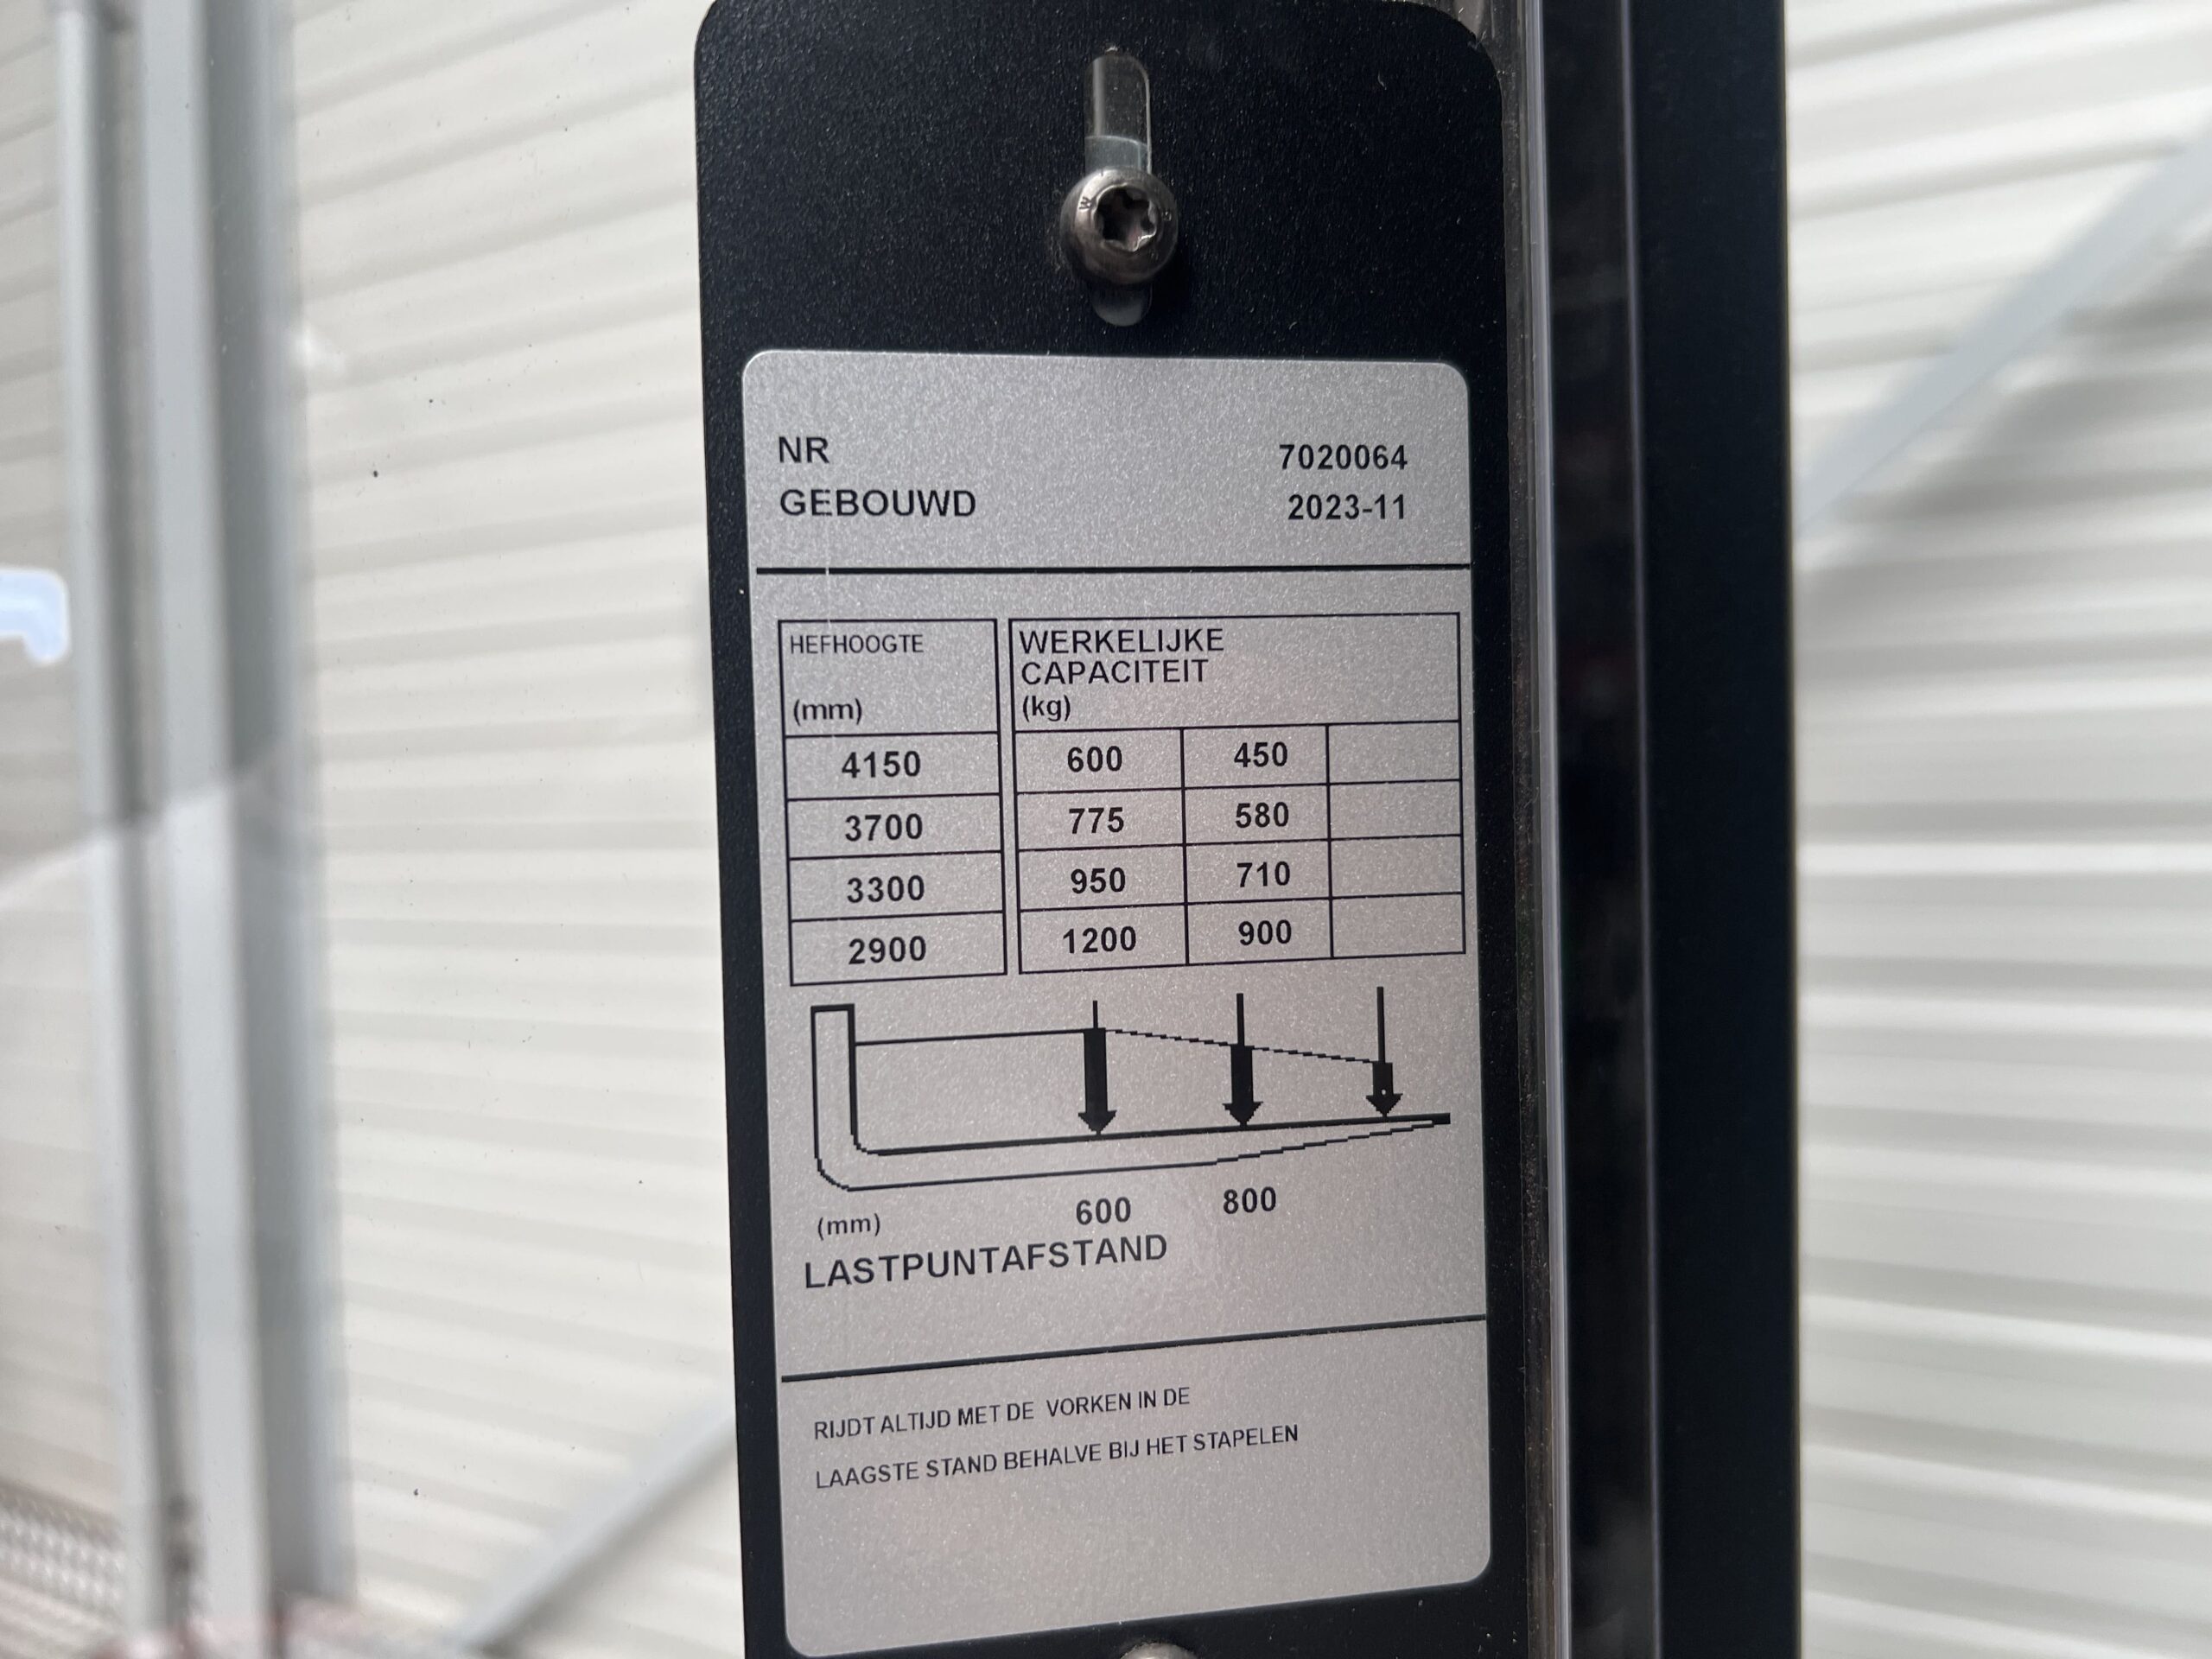 NR 7020064
GEBOUWD 2023-11
HEFHOOGTE
(mm)
WERKELIJKE
CAPACITEIT
(kg)
4150 600 450
3700 775 580
3300 950 710
2900 1200 900
(mm) 600 800
LASTPUNTAFSTAND
RIJDT ALTIJD MET DE VORKEN IN DE
LAAGSTE STAND BEHALVE BIJ HET STAPELEN